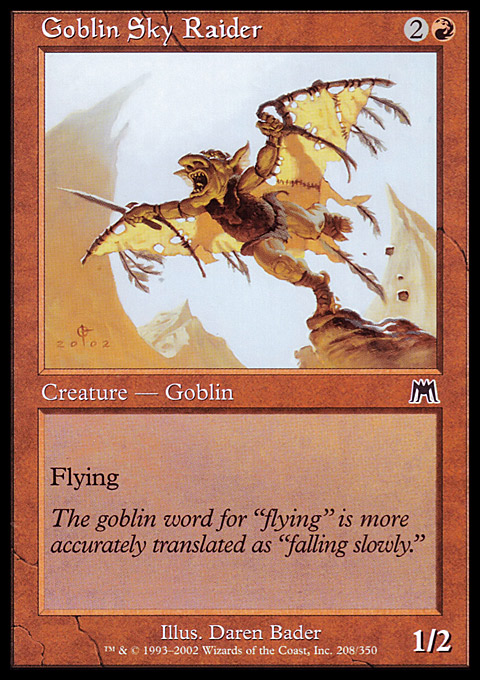 Goblin Sky Raider
2
2002
Creature — Goblin
Flying
The goblin word for “flying” is more
accurately translated as “falling slowly.”
Illus. Daren Bader
™ & © 1993–2002 Wizards of the Coast, Inc. 208/350
1/2